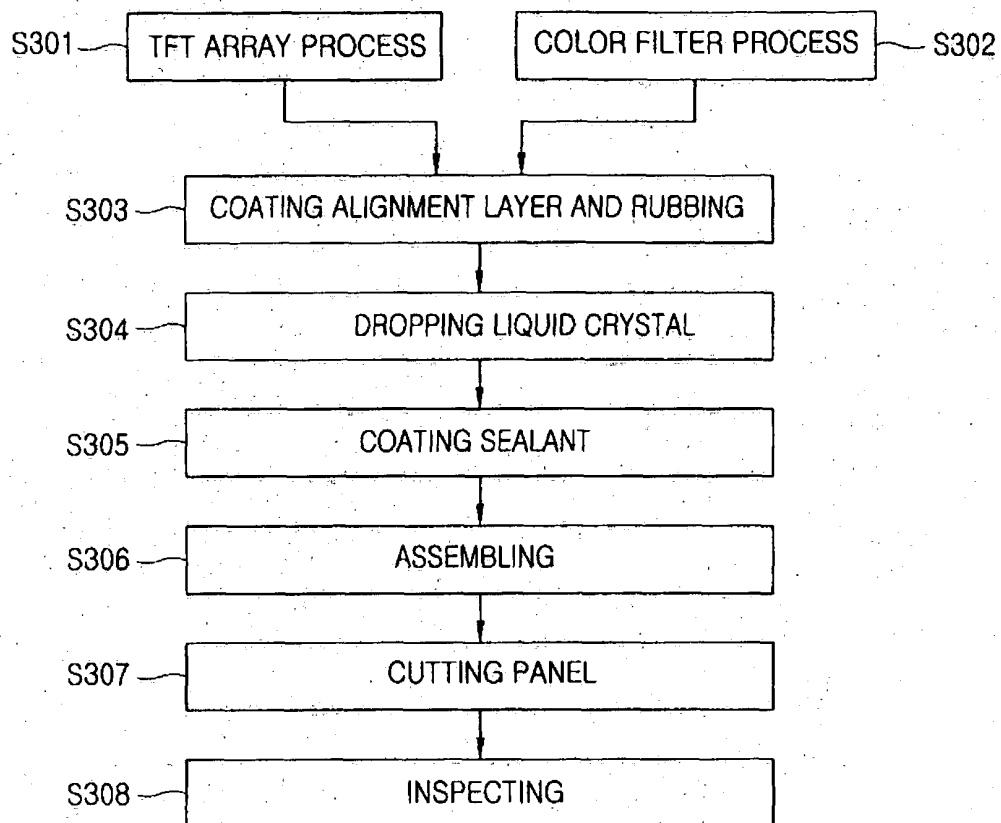 S301 TFT ARRAY PROCESS COLOR FILTER PROCESS S302
S303 COATING ALIGNMENT LAYER AND RUBBING
S304 DROPPING LIQUID CRYSTAL
S305 COATING SEALANT
S306 ASSEMBLING
S307 CUTTING PANEL
S308 INSPECTING